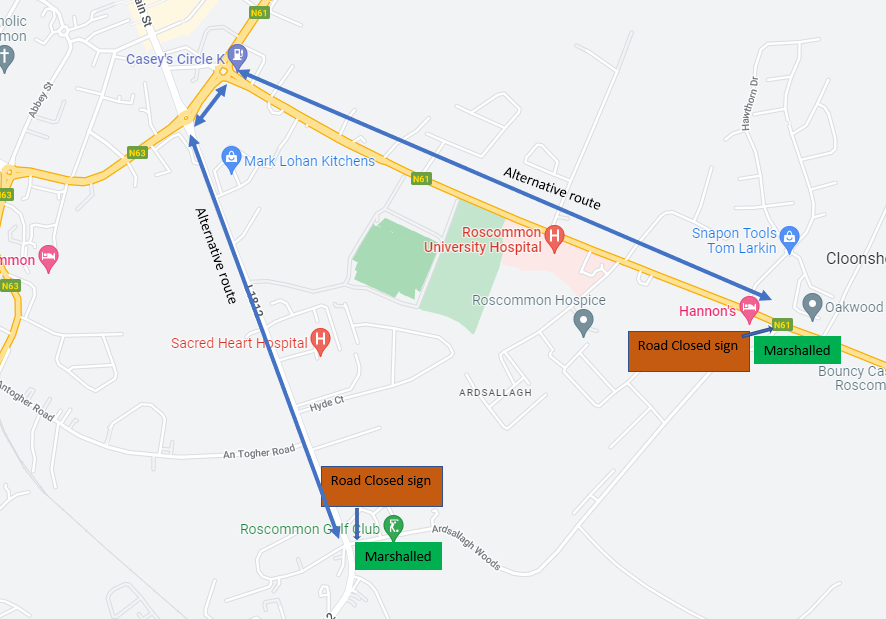 ain St
N61
holic
mon
Casey's Circle K
Abbey St
Hawthorn Dr
N63
Mark Lohan Kitchens
N61
Alternative route
N63
Alternative route
Roscommon
University Hospital
Snapon Tools
Tom Larkin
Cloonsh
mmon
N63
L1812
Roscommon Hospice
Hannon's
Oakwood
N61
Sacred Heart Hospital
Road Closed sign
Marshalled
Bouncy Cas
Roscom
Antogher Road
ARDSALLAGH
Hyde Ct
An Togher Road
Road Closed sign
Roscommon Golf Club
Ardsallagh Woods
Marshalled